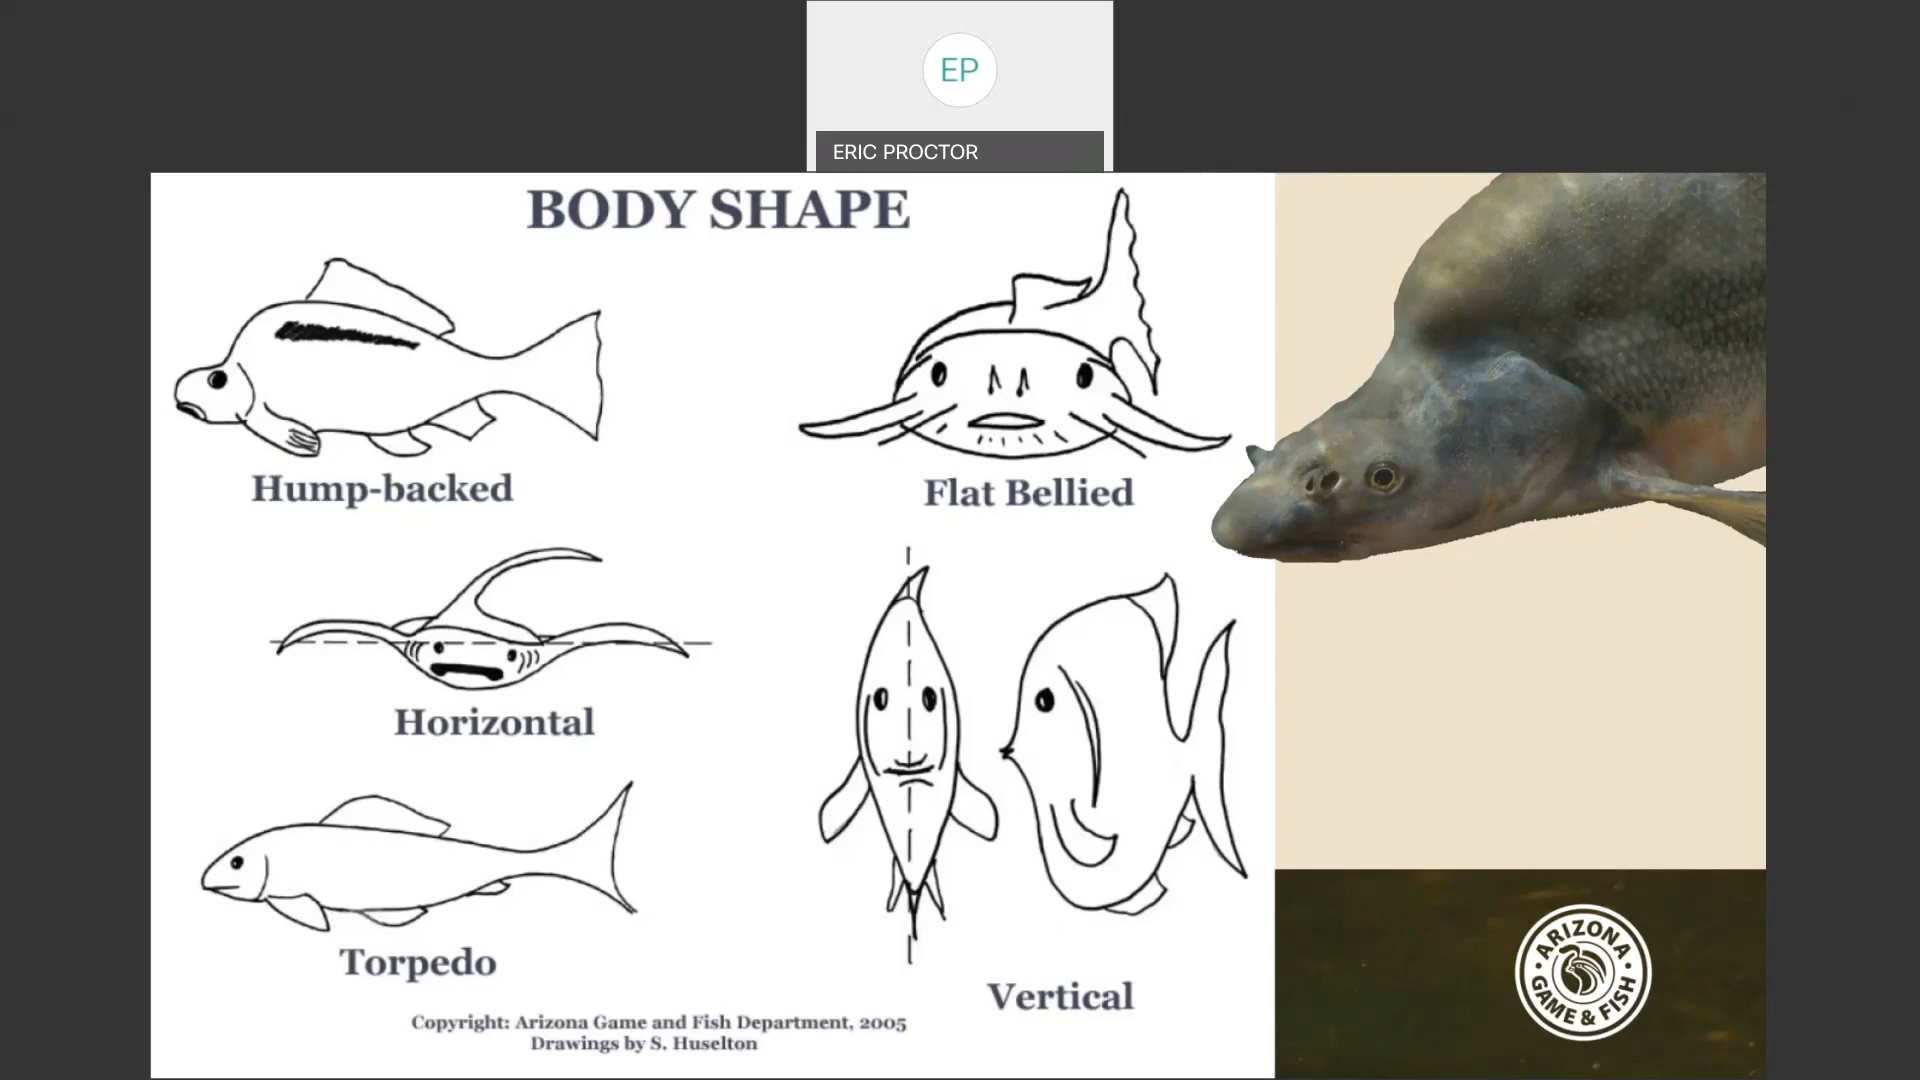 EP
ERIC PROCTOR
BODY SHAPE
Hump-backed
Flat Bellied
Horizontal
Torpedo
Vertical
Copyright: Arizona Game and Fish Department, 2005
Drawings by S. Huselton
ARIZONA
GAME & FISH